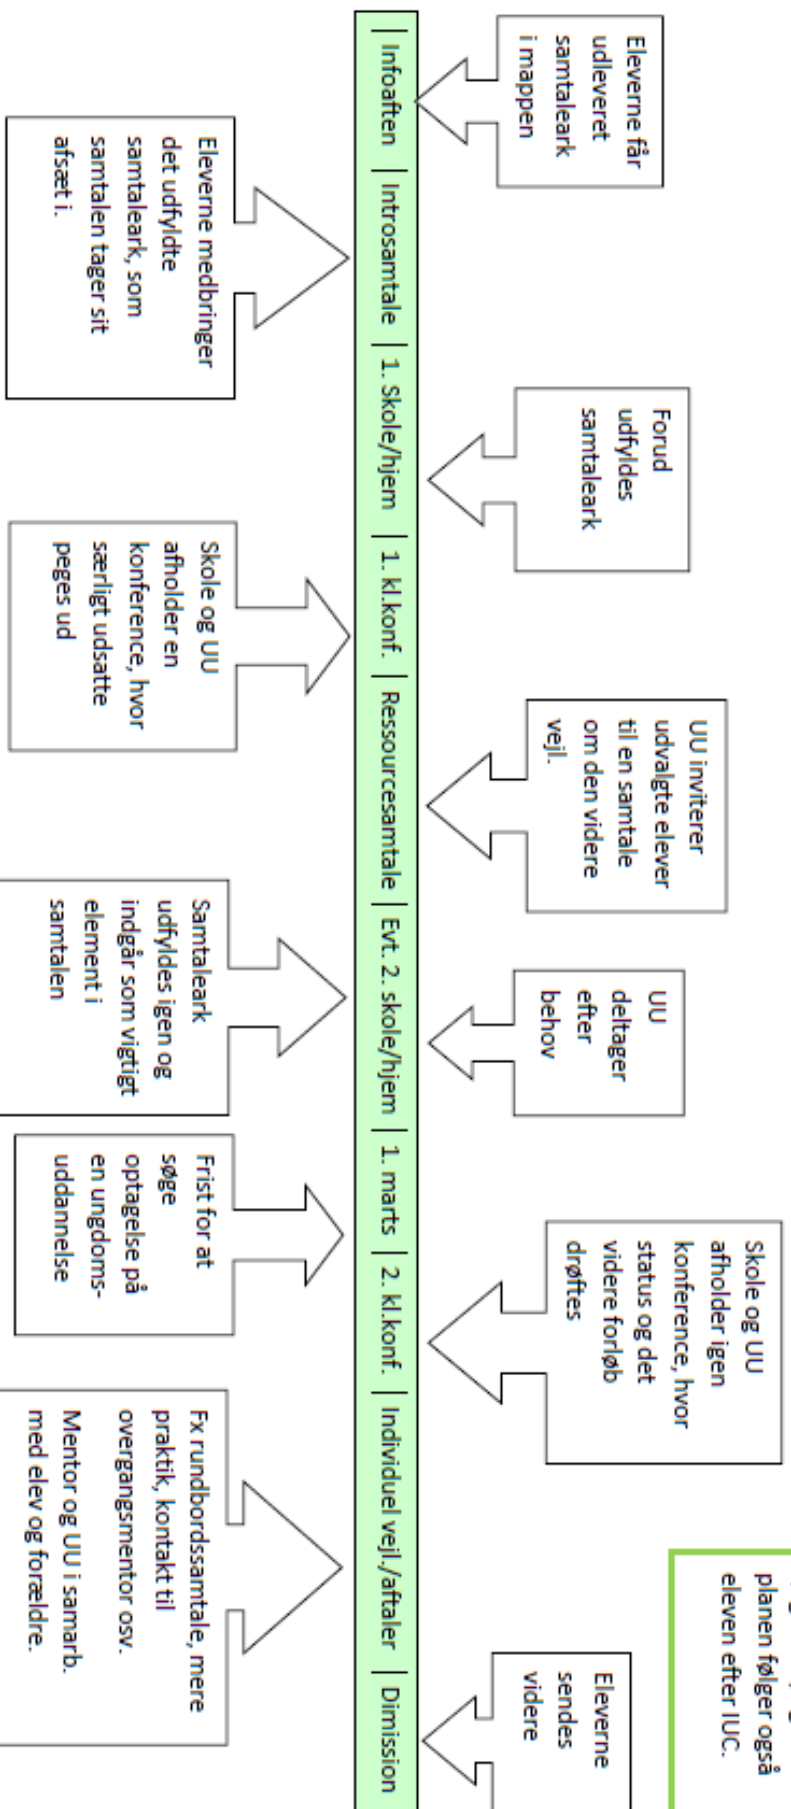 planen følger også
eleven efter IUC.
Eleverne får
udleveret
samtaleark
i mappen
Forud
udfyldes
samtaleark
UU inviterer
udvalgte elever
til en samtale
om den videre
vejl.
UU
deltager
efter
behov
Skole og UU
afholder igen
konference, hvor
status og det
videre forløb
drøftes
Eleverne
sendes
videre
| Infoaften | Introsamtale | 1. Skole/hjem | 1. kl.konf. | Ressourcesamtale | Evt. 2. skole/hjem | 1. marts | 2. kl.konf. | Individuel vejl./aftaler | Dimission
Eleverne medbringer
det udfyldte
samtaleark, som
samtalen tager sit
afsæt i.
Skole og UU
afholder en
konference, hvor
særligt udsatte
peges ud
Samtaleark
udfyldes igen og
indgår som vigtigt
element i
samtalen
Frist for at
søge
optagelse på
en ungdoms-
uddannelse
Fx rundbordssamtale, mere
praktik, kontakt til
overgangsmentor osv.
Mentor og UU i samarb.
med elev og forældre.